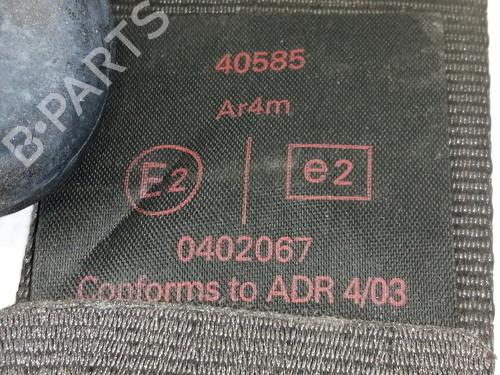 B-PARTS
40585
Ar4m
E2 e2
0402067
Conforms to ADR 4/03